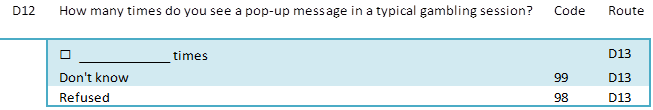 D12 How many times do you see a pop-up message in a typical gambling session? Code Route
☐ ____________ times D13
Don't know 99 D13
Refused 98 D13